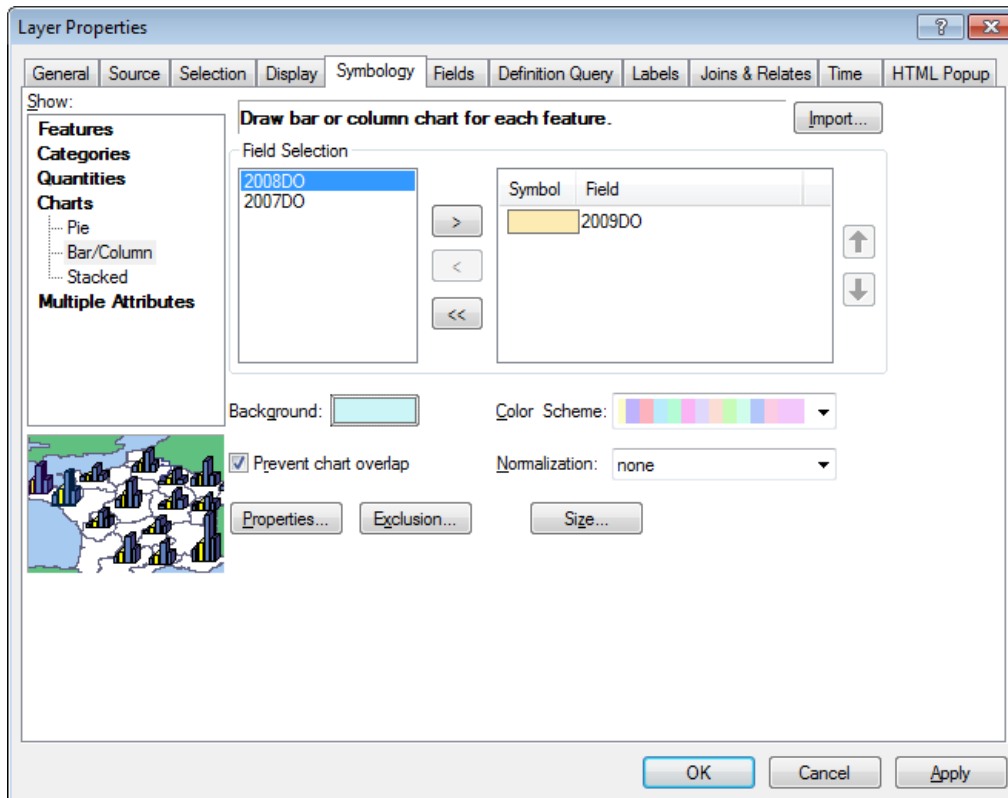 Layer Properties
General Source Selection Display Symbology Fields Definition Query Labels Joins & Relates Time HTML Popup
Show:
Features
Categories
Quantities
Charts
Pie
Bar/Column
Stacked
Multiple Attributes
Draw bar or column chart for each feature.
Import...
Field Selection
2008DO
2007DO
>
<
<<
Symbol Field
2009DO
Background:
Color Scheme:
Prevent chart overlap
Normalization: none
Properties... Exclusion... Size...
OK Cancel Apply